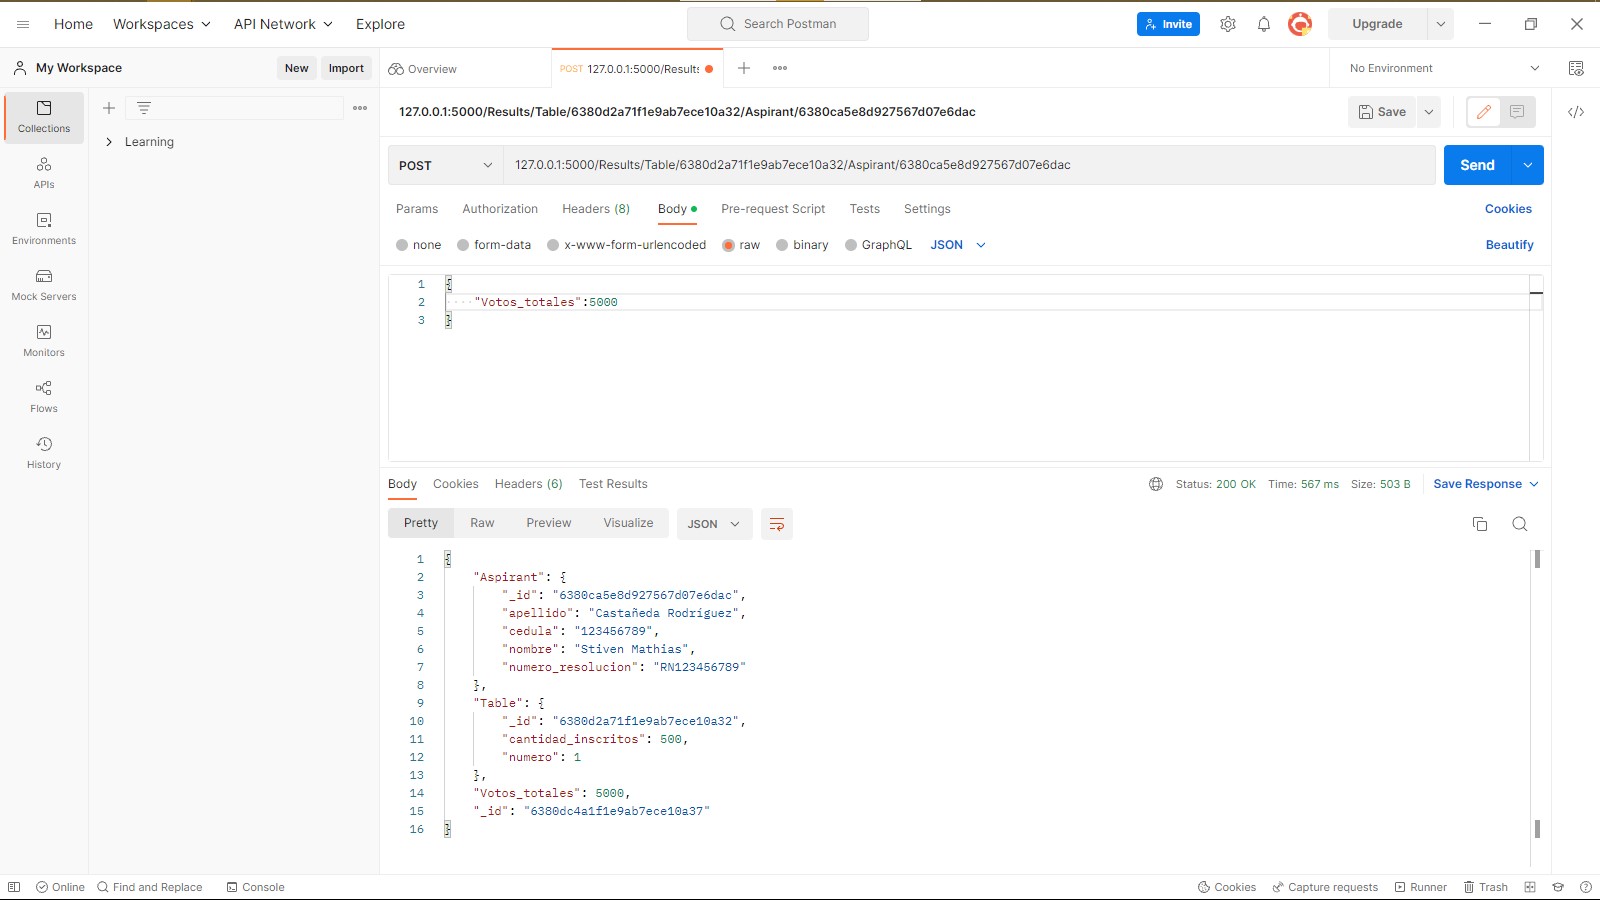 Home
Workspaces
API Network
Explore
Search Postman
Invite
Upgrade
My Workspace
New
Import
Overview
POST 127.0.0.1:5000/Results
No Environment
Collections
APIs
Environments
Mock Servers
Monitors
Flows
History
Learning
127.0.0.1:5000/Results/Table/6380d2a71f1e9ab7ece10a32/Aspirant/6380ca5e8d927567d07e6dac
Save
POST
127.0.0.1:5000/Results/Table/6380d2a71f1e9ab7ece10a32/Aspirant/6380ca5e8d927567d07e6dac
Send
Params
Authorization
Headers (8)
Body
Pre-request Script
Tests
Settings
Cookies
none
form-data
x-www-form-urlencoded
raw
binary
GraphQL
JSON
Beautify
1 {
2 "Votos_totales":5000
3 }
Body
Cookies
Headers (6)
Test Results
Status: 200 OK
Time: 567 ms
Size: 503 B
Save Response
Pretty
Raw
Preview
Visualize
JSON
1 {
2 "Aspirant": {
3 "_id": "6380ca5e8d927567d07e6dac",
4 "apellido": "Castañeda Rodríguez",
5 "cedula": "123456789",
6 "nombre": "Stiven Mathias",
7 "numero_resolucion": "RN123456789"
8 },
9 "Table": {
10 "_id": "6380d2a71f1e9ab7ece10a32",
11 "cantidad_inscritos": 500,
12 "numero": 1
13 },
14 "Votos_totales": 5000,
15 "_id": "6380dc4a1f1e9ab7ece10a37"
16 }
Online
Find and Replace
Console
Cookies
Capture requests
Runner
Trash